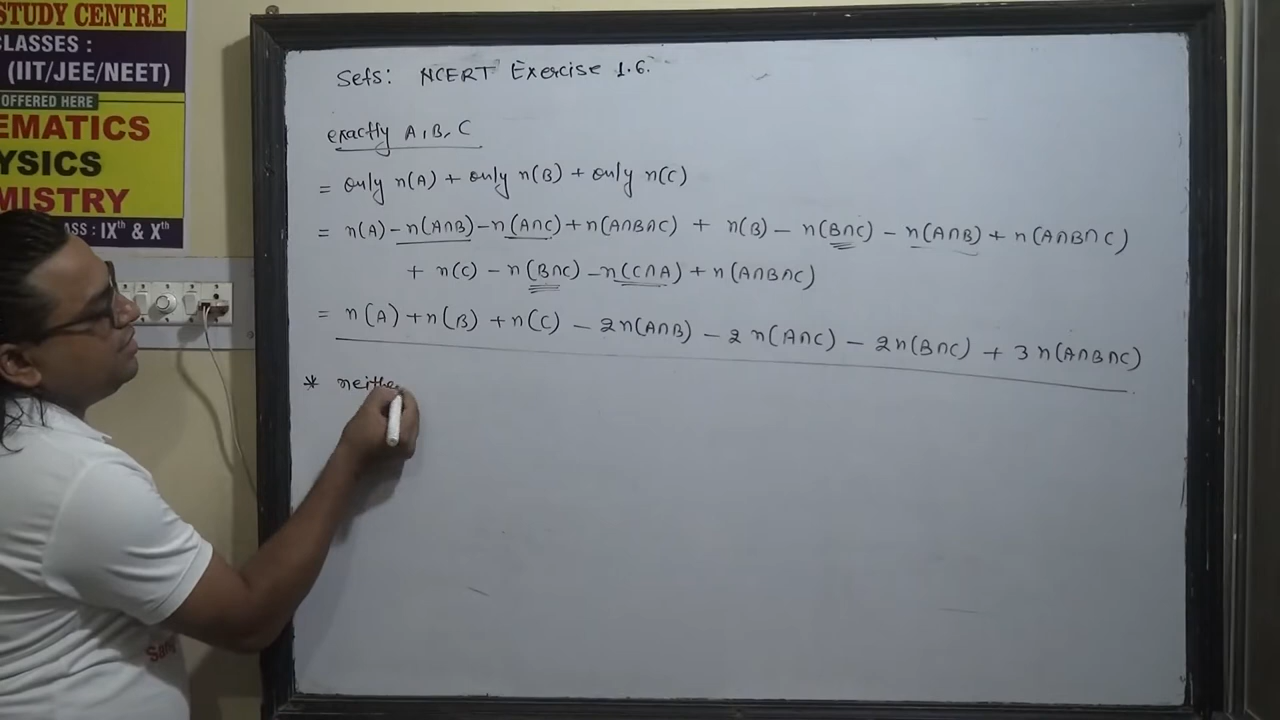 STUDY CENTRE
CLASSES :
(IIT/JEE/NEET)
OFFERED HERE
EMATICS
YSICS
MISTRY
ASS : IXth & Xth
Sets: NCERT Exercise 1.6.
exactly A, B, C
= only n(A) + only n(B) + only n(C)
= n(A) - n(A∩B) - n(A∩C) + n(A∩B∩C) + n(B) - n(B∩C) - n(A∩B) + n(A∩B∩C)
+ n(C) - n(B∩C) - n(C∩A) + n(A∩B∩C)
= n(A) + n(B) + n(C) - 2n(A∩B) - 2n(A∩C) - 2n(B∩C) + 3n(A∩B∩C)
* neithe